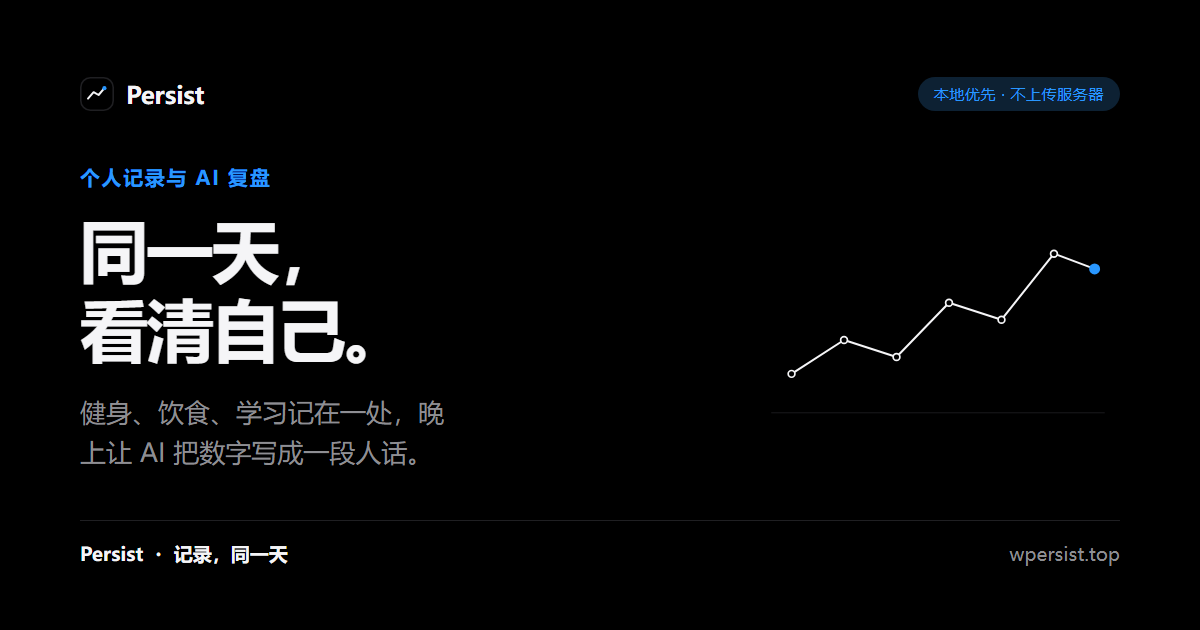 Persist
本地优先 · 不上传服务器
个人记录与 AI 复盘
同一天，
看清自己。
健身、饮食、学习记在一处，晚
上让 AI 把数字写成一段人话。
Persist · 记录，同一天
wpersist.top